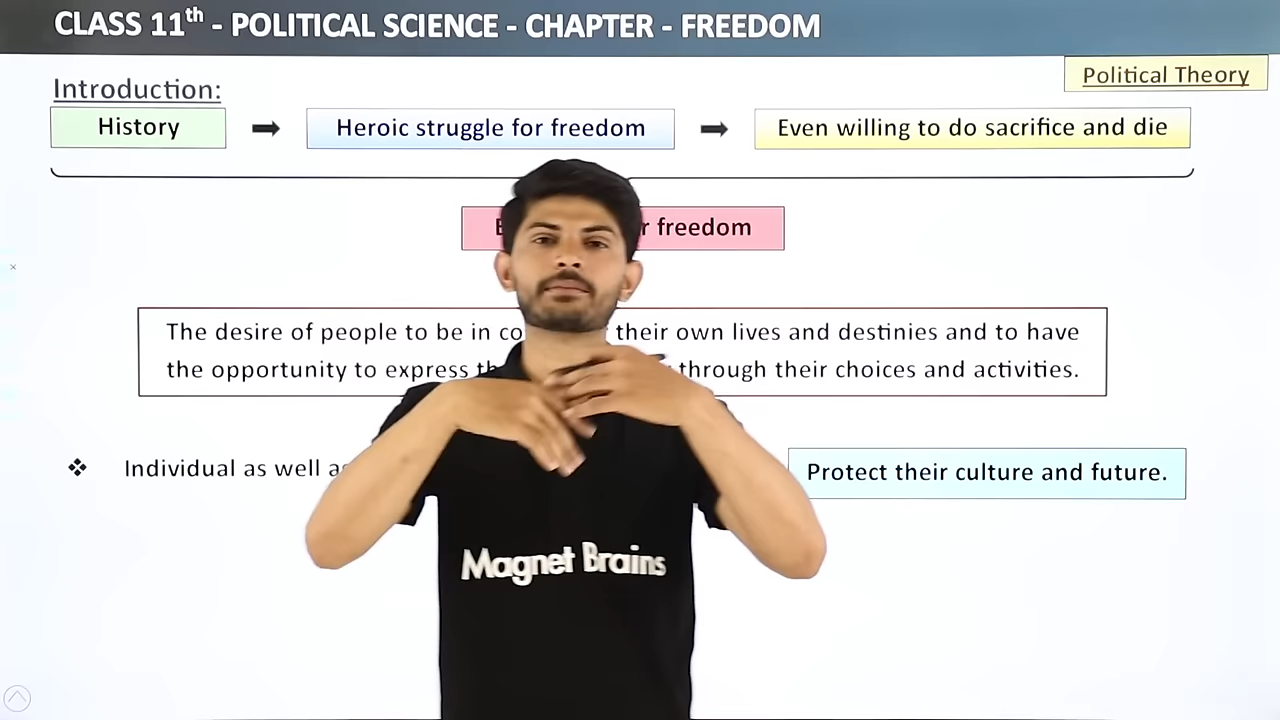 CLASS 11th - POLITICAL SCIENCE - CHAPTER - FREEDOM
Political Theory
Introduction:
History
Heroic struggle for freedom
Even willing to do sacrifice and die
freedom
The desire of people to be in their own lives and destinies and to have
the opportunity to express through their choices and activities.
Individual as well
Protect their culture and future.
Magnet Brains